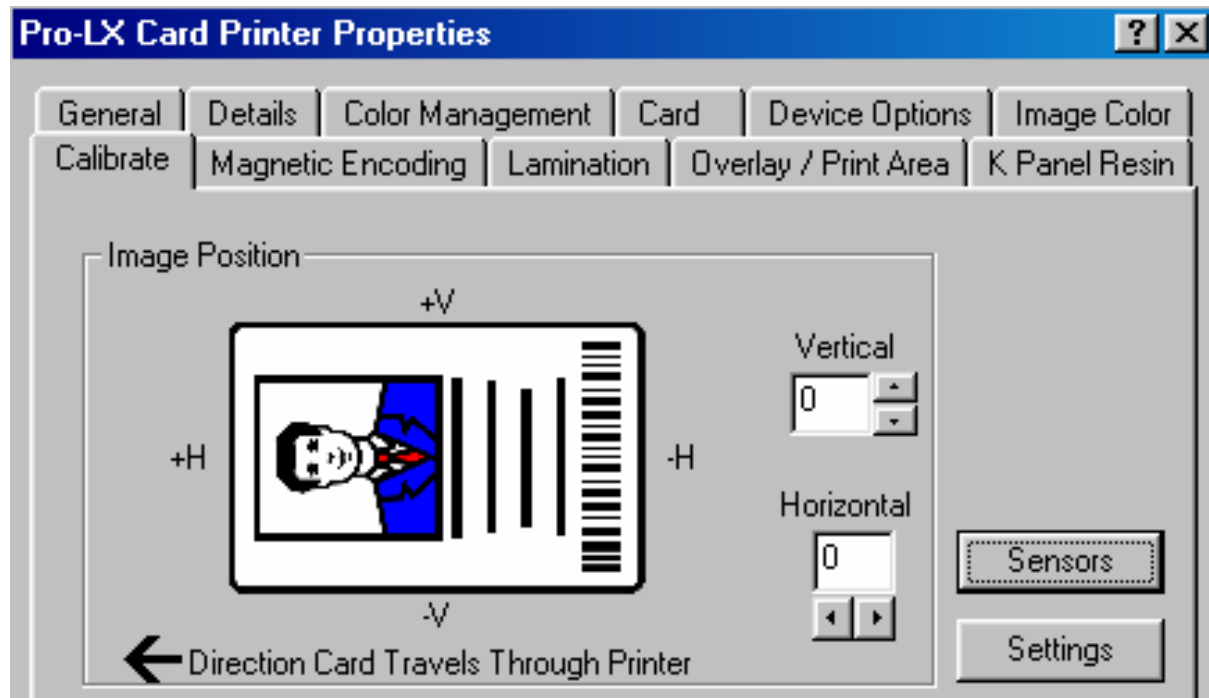 Pro-LX Card Printer Properties
General Details Color Management Card Device Options Image Color
Calibrate Magnetic Encoding Lamination Overlay / Print Area K Panel Resin
Image Position
+V
Vertical
0
+H
-H
Horizontal
0
Sensors
-V
Direction Card Travels Through Printer
Settings